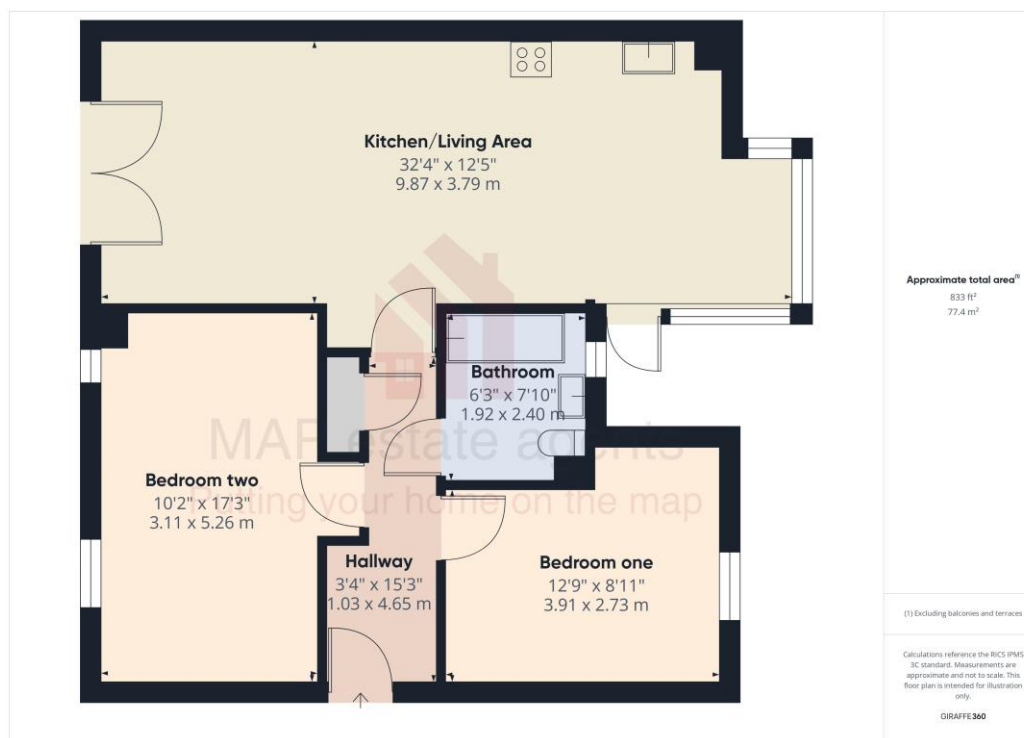 Kitchen/Living Area
32'4" x 12'5"
9.87 x 3.79 m
Bathroom
6'3" x 7'10"
1.92 x 2.40 m
MAP estate agents
Putting your home on the map
Bedroom two
10'2" x 17'3"
3.11 x 5.26 m
Hallway
3'4" x 15'3"
1.03 x 4.65 m
Bedroom one
12'9" x 8'11"
3.91 x 2.73 m
Approximate total area⁽¹⁾
833 ft²
77.4 m²
(1) Excluding balconies and terraces
Calculations reference the RICS IPMS
3C standard. Measurements are
approximate and not to scale. This
floor plan is intended for illustration
only.
GIRAFFE360